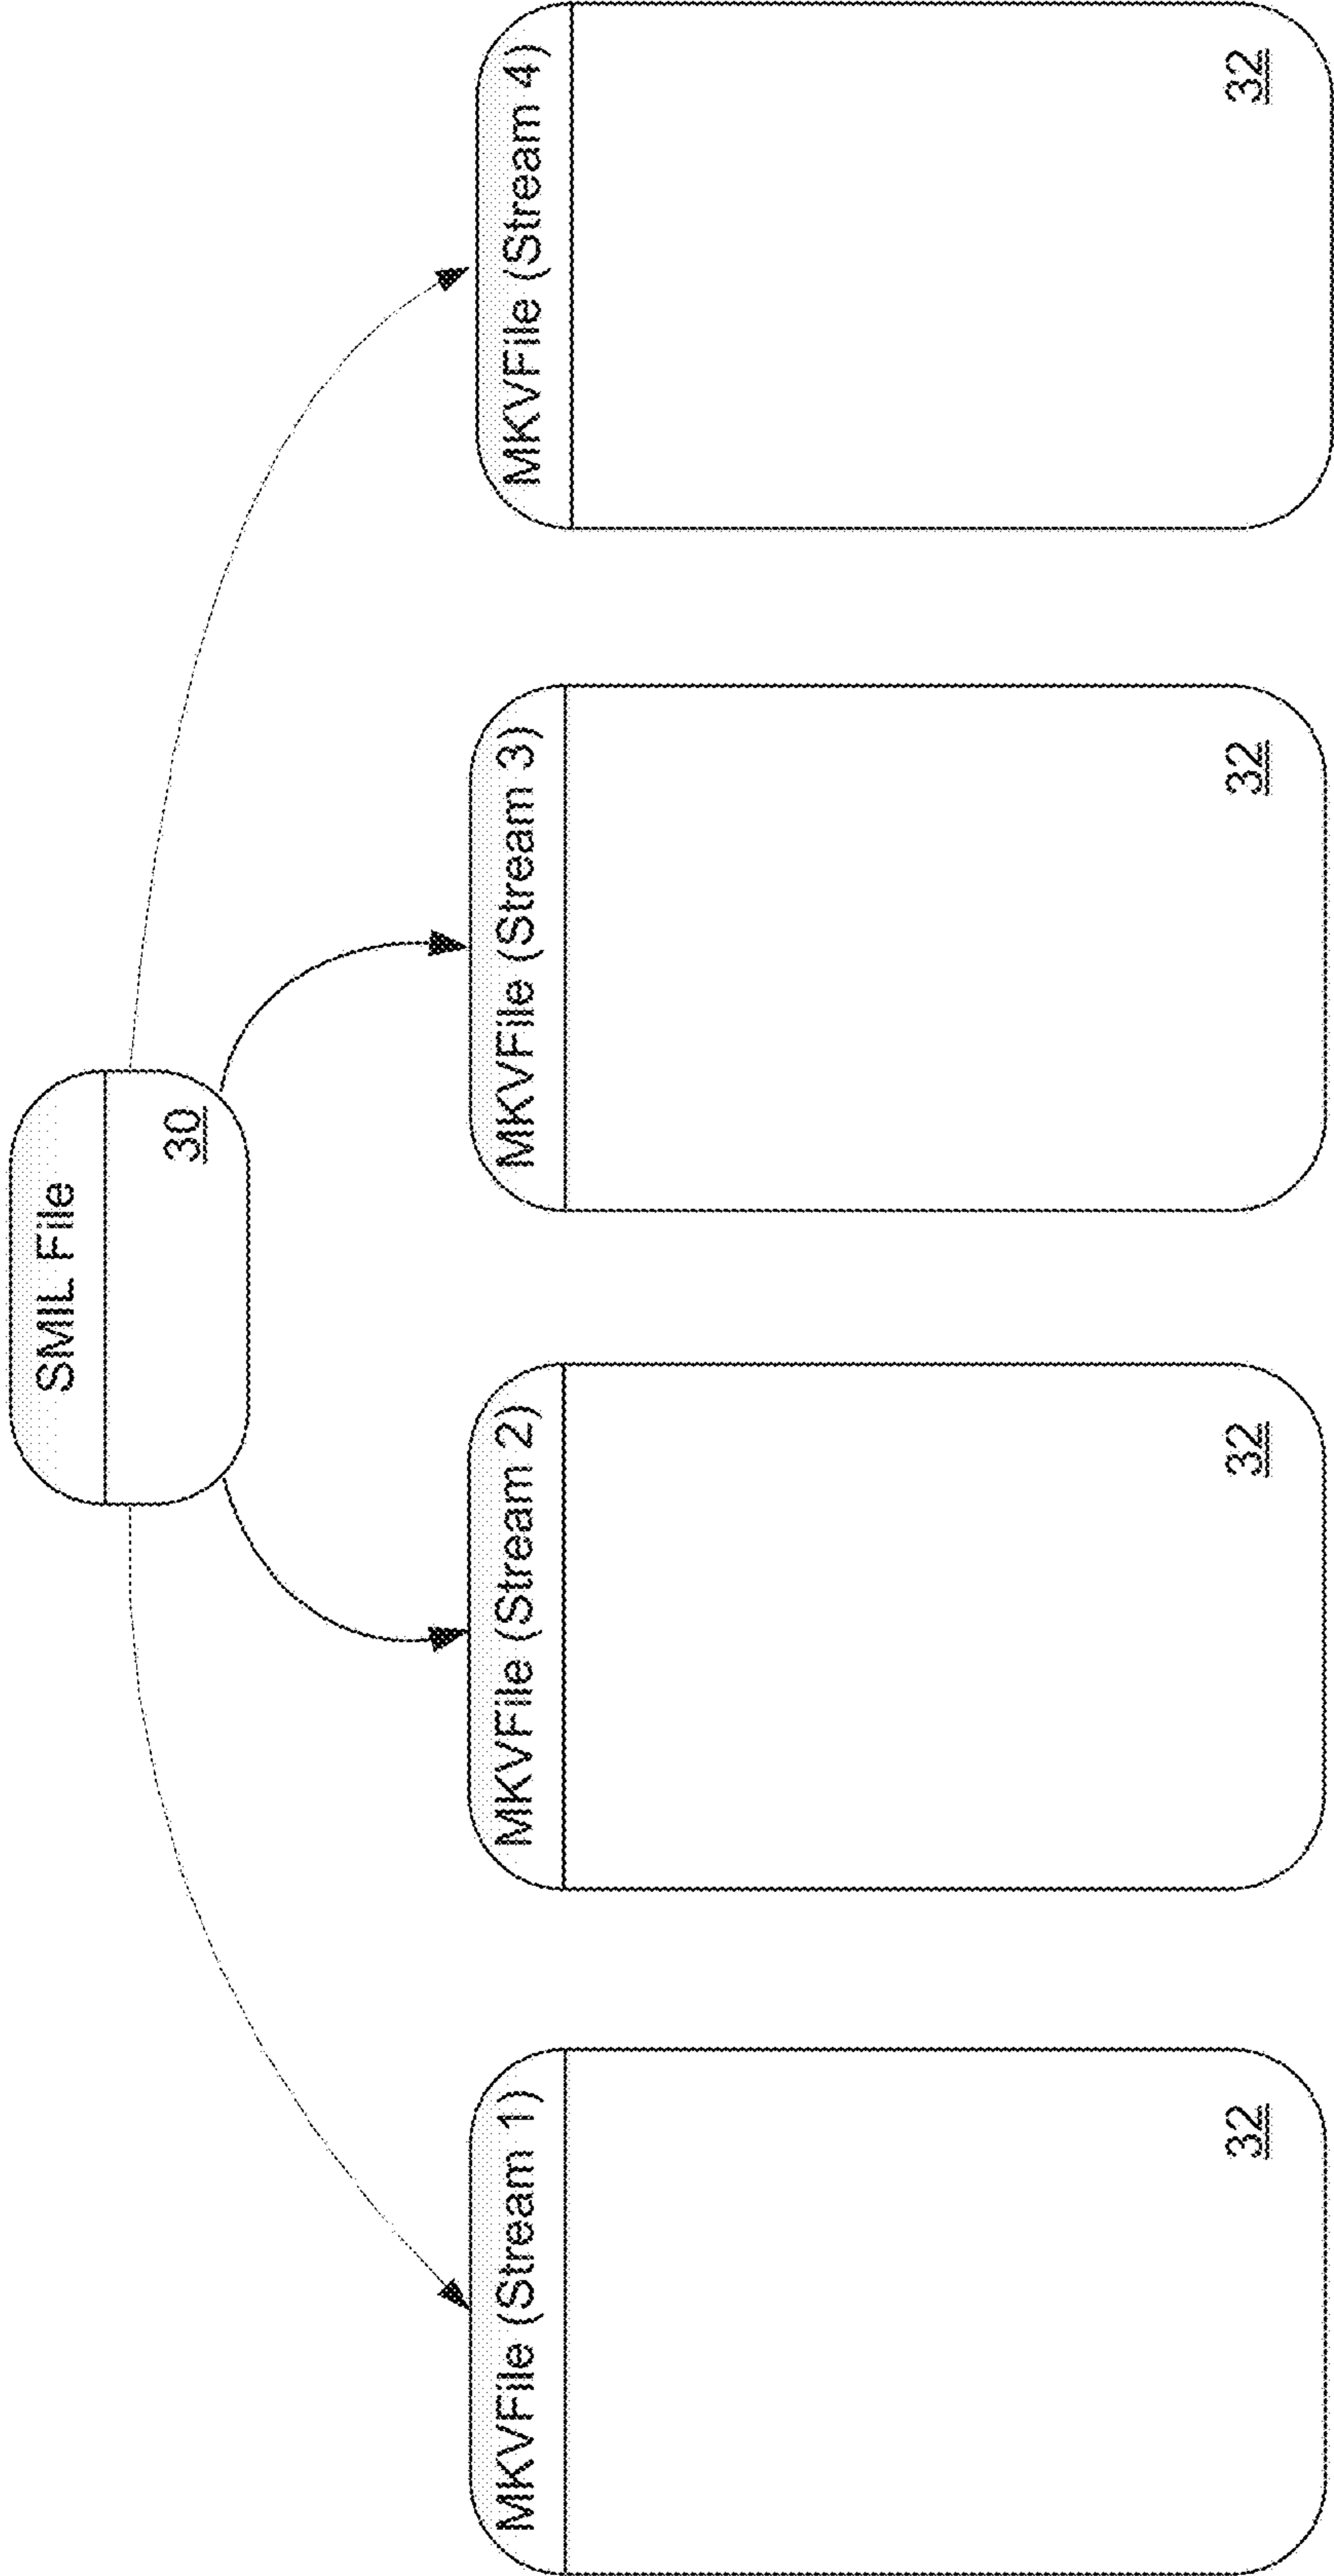 SMIL File
30
MKVFile (Stream 1)
32
MKVFile (Stream 2)
32
MKVFile (Stream 3)
32
MKVFile (Stream 4)
32